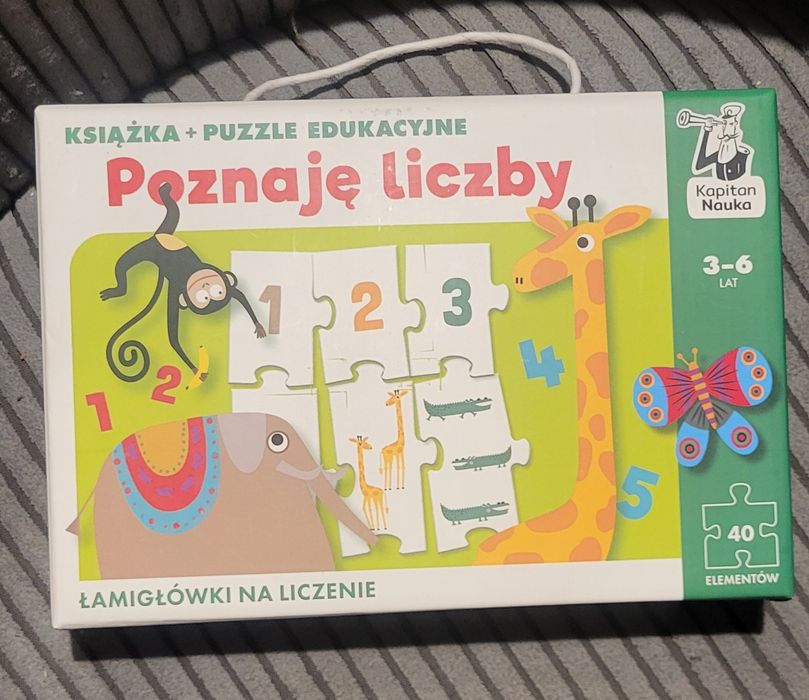 KSIĄŻKA + PUZZLE EDUKACYJNE
Poznaję liczby
Kapitan
Nauka
3-6
LAT
1 2 3
4
1 2
5
40
ELEMENTÓW
ŁAMIGŁÓWKI NA LICZENIE